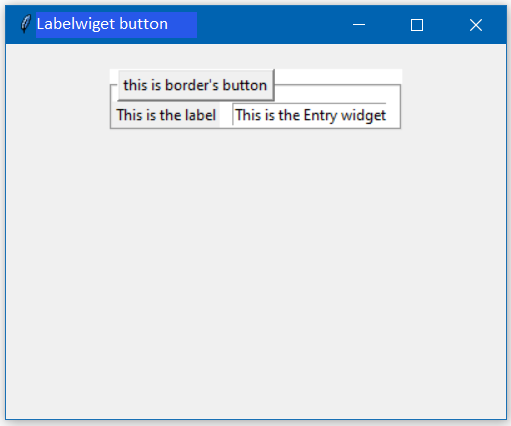 Labelwiget button
this is border's button
This is the label
This is the Entry widget